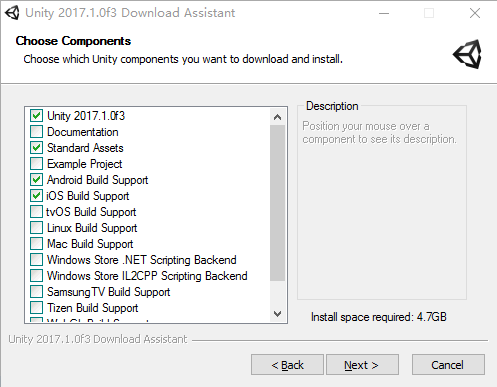 Unity 2017.1.0f3 Download Assistant
Choose Components
Choose which Unity components you want to download and install.
Unity 2017.1.0f3
Documentation
Standard Assets
Example Project
Android Build Support
iOS Build Support
tvOS Build Support
Linux Build Support
Mac Build Support
Windows Store .NET Scripting Backend
Windows Store IL2CPP Scripting Backend
SamsungTV Build Support
Tizen Build Support
Description
Position your mouse over a
component to see its description.
Install space required: 4.7GB
Unity 2017.1.0f3 Download Assistant
< Back
Next >
Cancel